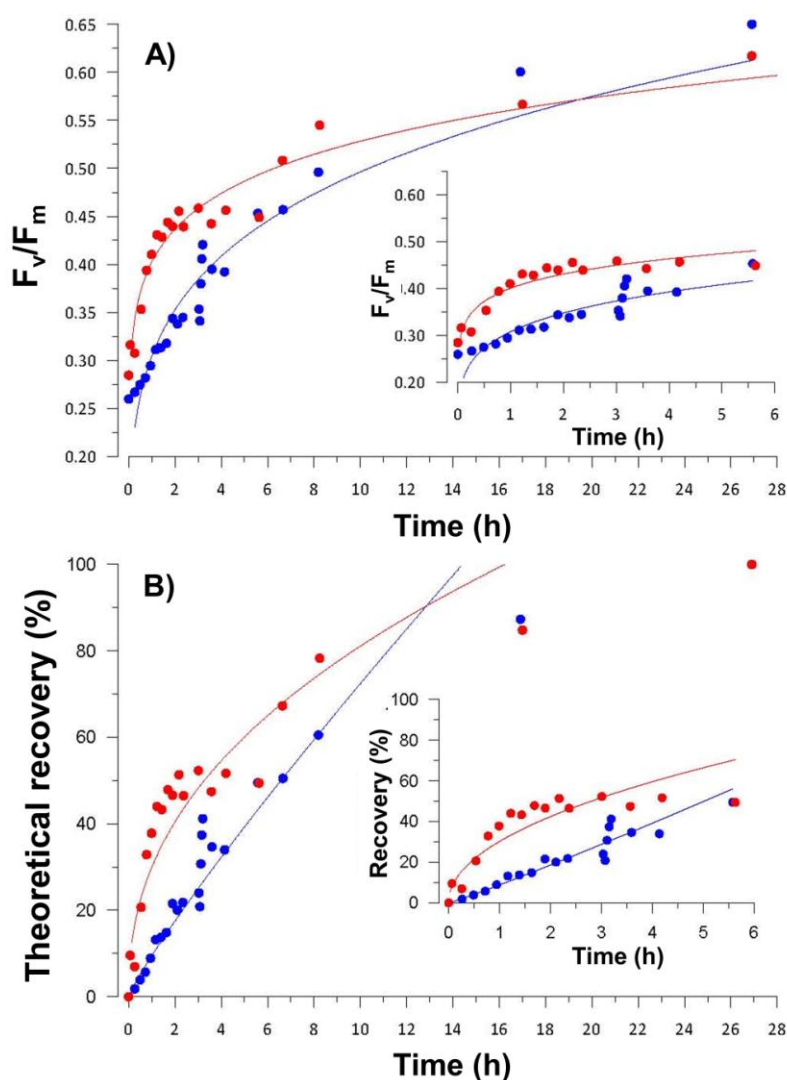 A)
F_v/F_m
0.65
0.60
0.55
0.50
0.45
0.40
0.35
0.30
0.25
0.20
0 2 4 6 8 10 12 14 16 18 20 22 24 26 28
Time (h)
F_v/F_m
0.60
0.50
0.40
0.30
0.20
0 1 2 3 4 5 6
Time (h)
B)
Theoretical recovery (%)
100
80
60
40
20
0
0 2 4 6 8 10 12 14 16 18 20 22 24 26 28
Time (h)
Recovery (%)
100
80
60
40
20
0
0 1 2 3 4 5 6
Time (h)